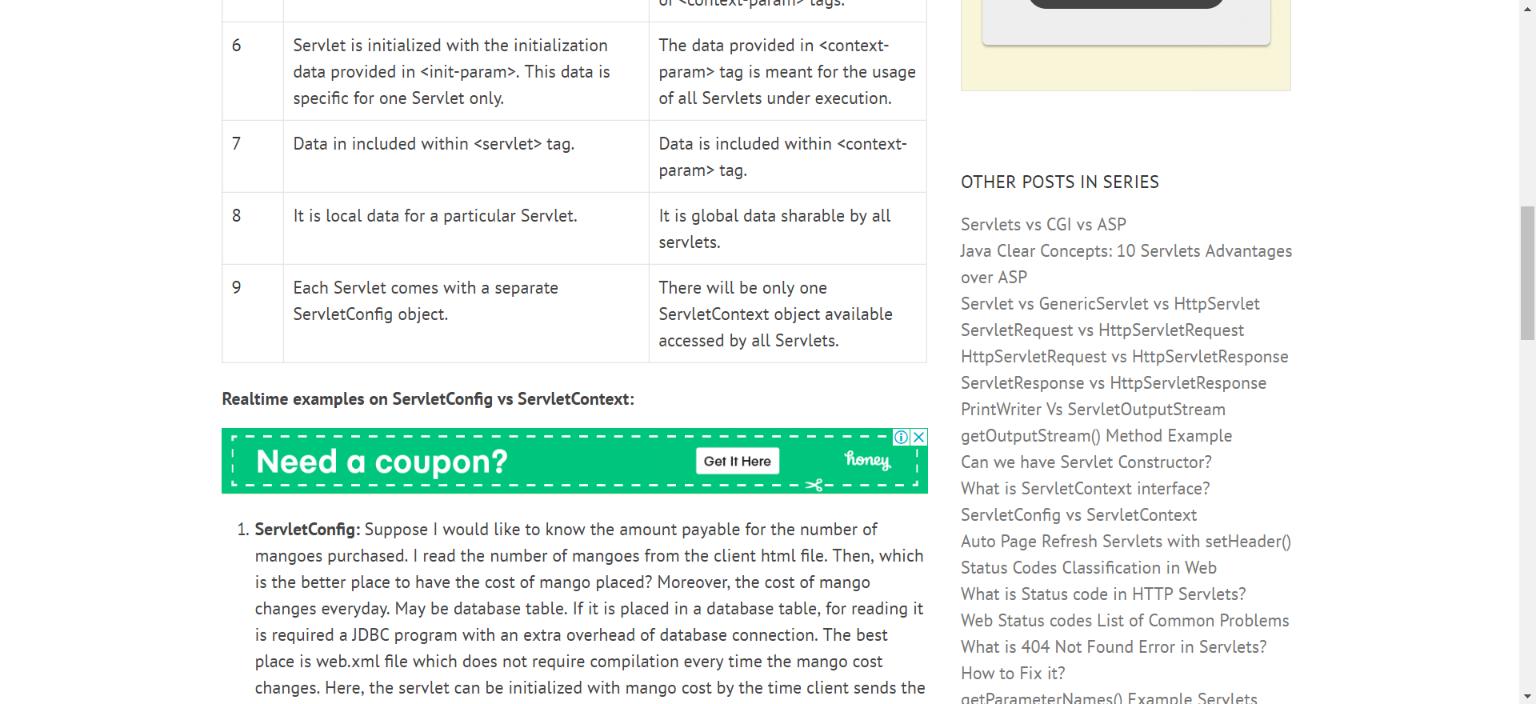 of <context-param> tags.
6
Servlet is initialized with the initialization
data provided in <init-param>. This data is
specific for one Servlet only.
The data provided in <context-
param> tag is meant for the usage
of all Servlets under execution.
7
Data in included within <servlet> tag.
Data is included within <context-
param> tag.
8
It is local data for a particular Servlet.
It is global data sharable by all
servlets.
9
Each Servlet comes with a separate
ServletConfig object.
There will be only one
ServletContext object available
accessed by all Servlets.
Realtime examples on ServletConfig vs ServletContext:
Need a coupon?
Get It Here
honey
1. ServletConfig: Suppose I would like to know the amount payable for the number of
mangoes purchased. I read the number of mangoes from the client html file. Then, which
is the better place to have the cost of mango placed? Moreover, the cost of mango
changes everyday. May be database table. If it is placed in a database table, for reading it
is required a JDBC program with an extra overhead of database connection. The best
place is web.xml file which does not require compilation every time the mango cost
changes. Here, the servlet can be initialized with mango cost by the time client sends the
OTHER POSTS IN SERIES
Servlets vs CGI vs ASP
Java Clear Concepts: 10 Servlets Advantages
over ASP
Servlet vs GenericServlet vs HttpServlet
ServletRequest vs HttpServletRequest
HttpServletRequest vs HttpServletResponse
ServletResponse vs HttpServletResponse
PrintWriter Vs ServletOutputStream
getOutputStream() Method Example
Can we have Servlet Constructor?
What is ServletContext interface?
ServletConfig vs ServletContext
Auto Page Refresh Servlets with setHeader()
Status Codes Classification in Web
What is Status code in HTTP Servlets?
Web Status codes List of Common Problems
What is 404 Not Found Error in Servlets?
How to Fix it?
getParameterNames() Example Servlets